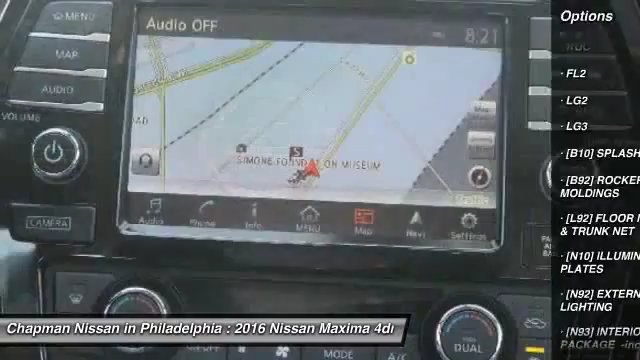 MENU
MAP
AUDIO
VOLUME
CAMERA
Audio OFF
8:21
SIMONE FOUNDATION MUSEUM
Audio
Phone
Info
MENU
Map
Navi
Settings
MODE
A/C
DUAL
Chapman Nissan in Philadelphia : 2016 Nissan Maxima 4d
Options
· FL2
· LG2
· LG3
· [B10] SPLASH
· [B92] ROCKER
MOLDINGS
· [L92] FLOOR
& TRUNK NET
· [N10] ILLUMIN
PLATES
· [N92] EXTERN
LIGHTING
· [N93] INTERIO
PACKAGE -inc